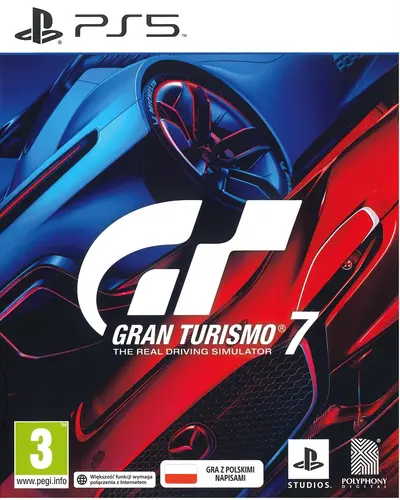 PS5
GT
GRAN TURISMO® 7
THE REAL DRIVING SIMULATOR
3
www.pegi.info
Większość funkcji wymaga
połączenia z Internetem
GRA Z POLSKIMI
NAPISAMI
STUDIOS.
POLYPHONY
DIGITAL